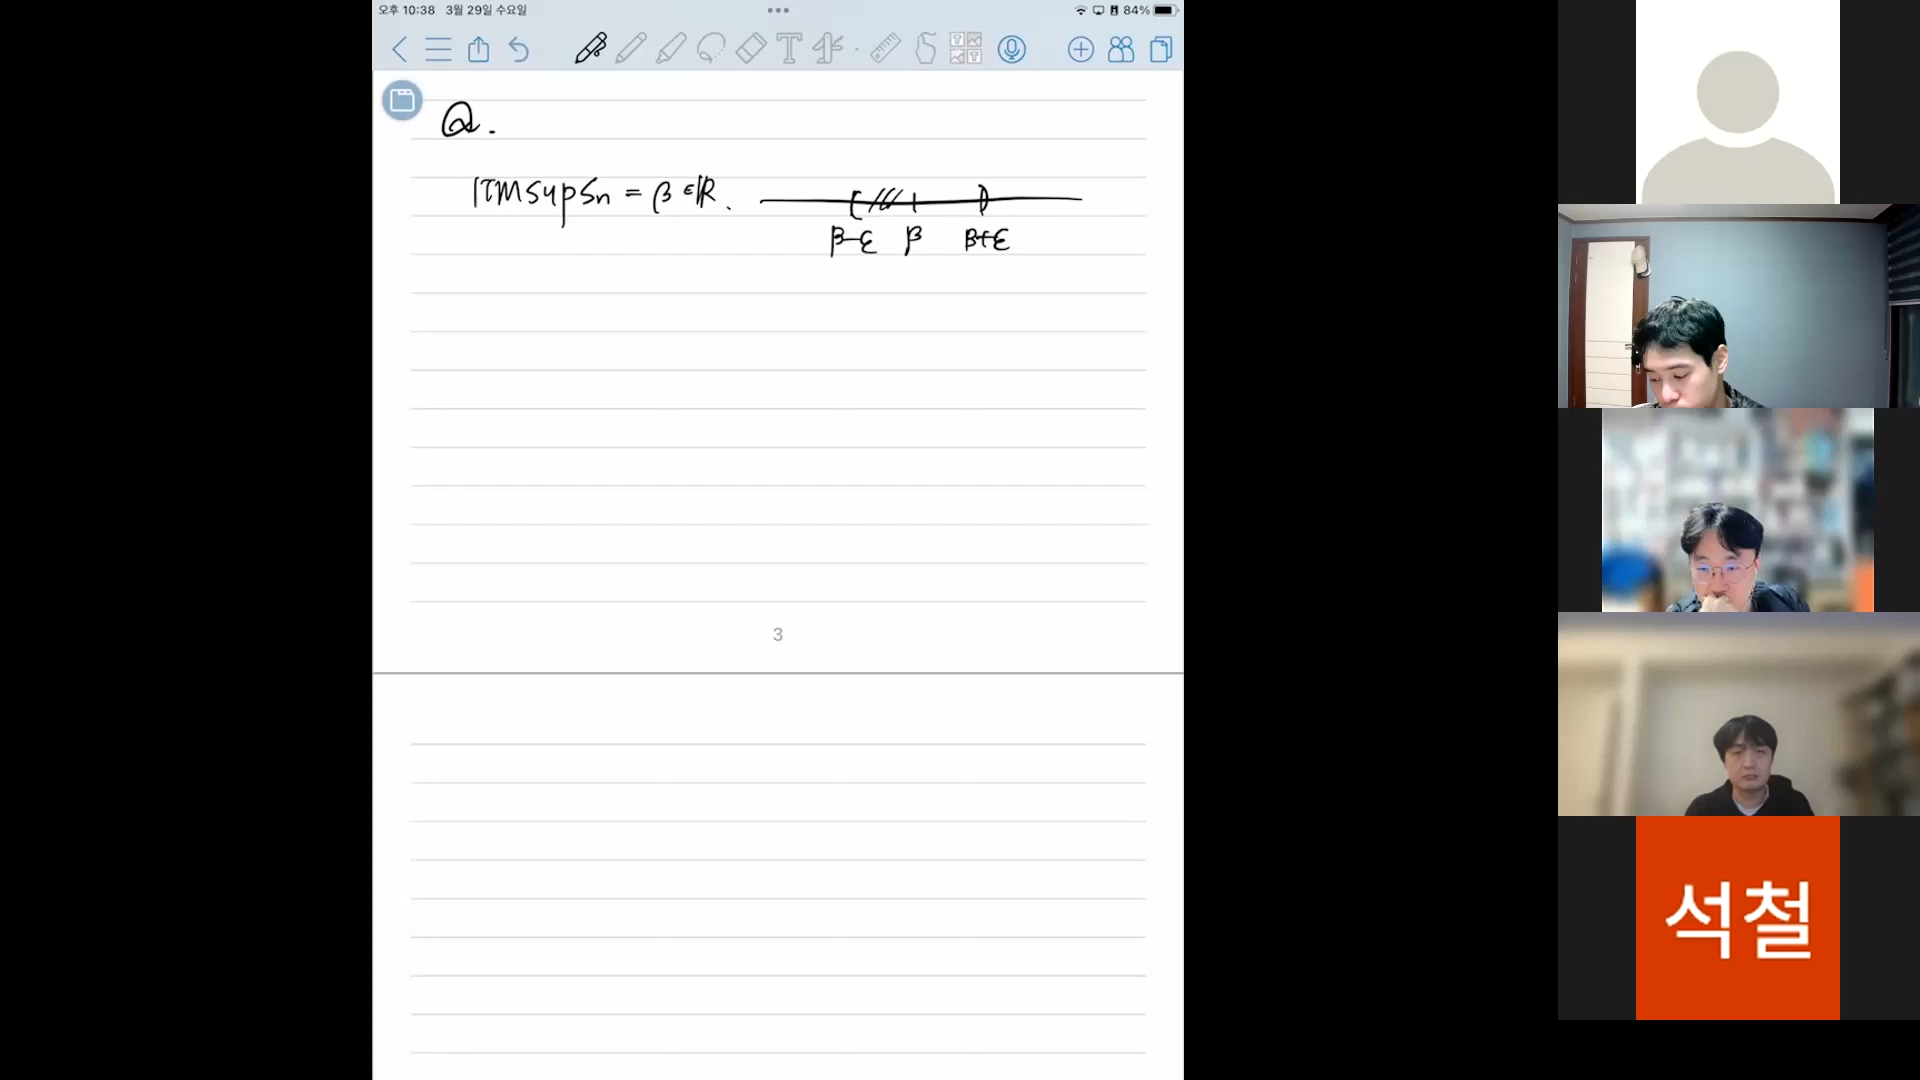 오후 10:38 3월 29일 수요일
84%
Q.
limsupSn = β ∈ ℝ.
β-ε β β+ε
3
석철